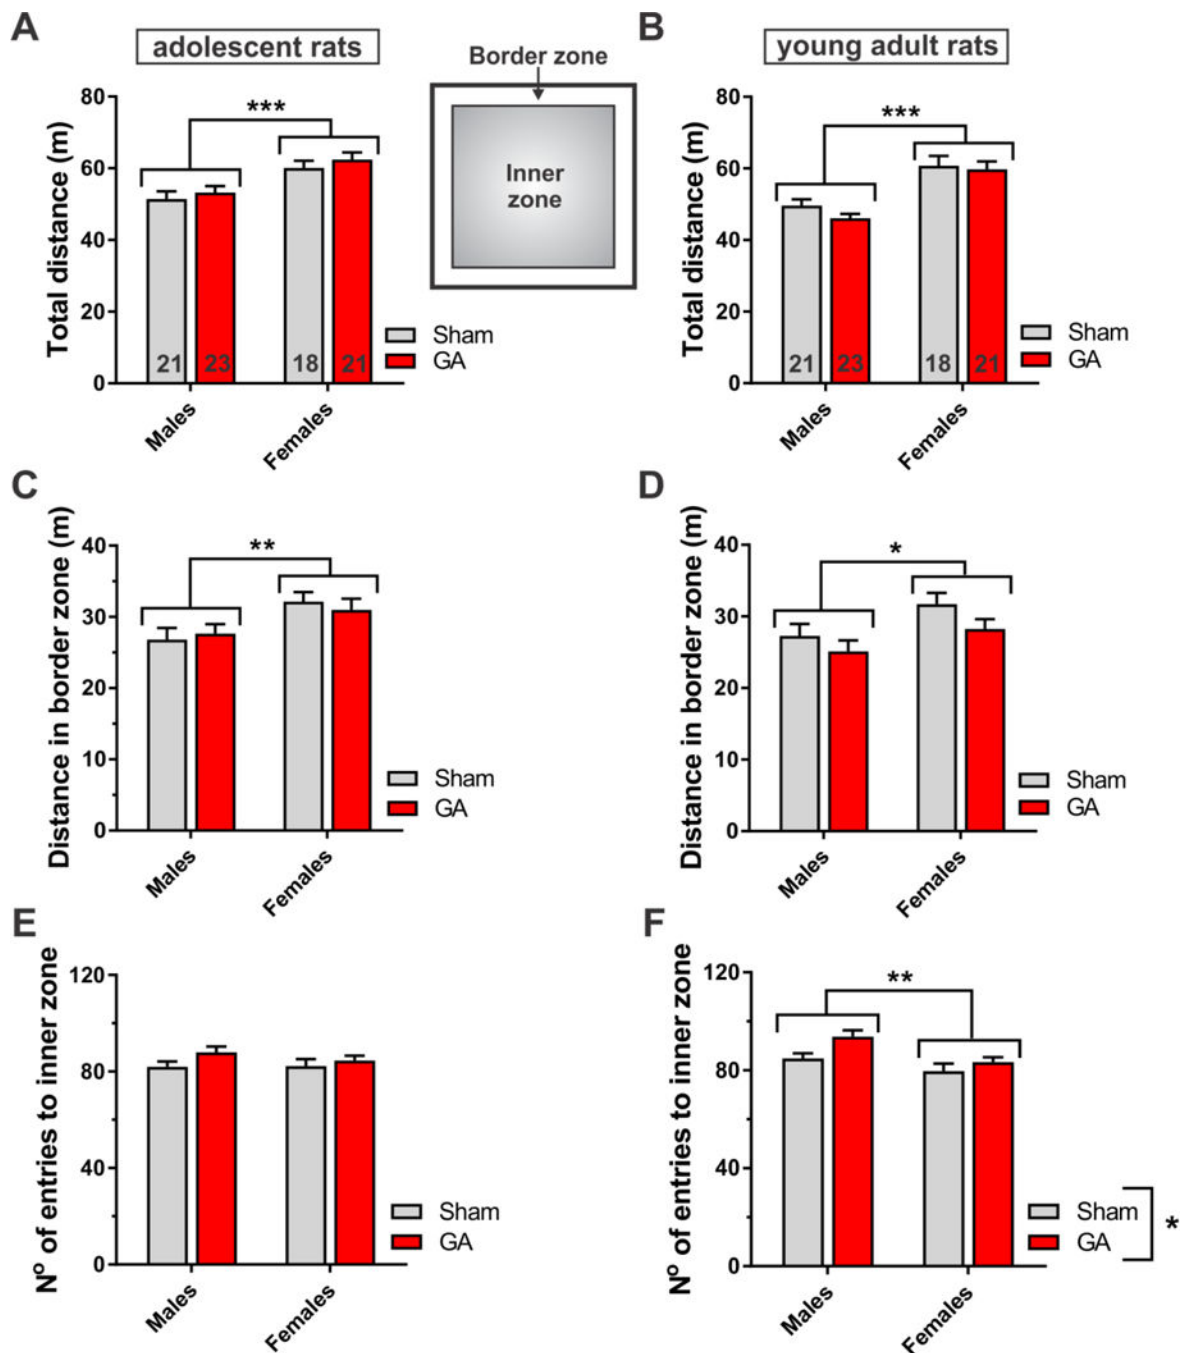 A
adolescent rats
Border zone
Inner
zone
B
young adult rats
Total distance (m)
80
60
40
20
0
***
21
23
18
21
Males
Females
Sham
GA
Total distance (m)
80
60
40
20
0
***
21
23
18
21
Males
Females
Sham
GA
C
Distance in border zone (m)
40
30
20
10
0
**
Males
Females
Sham
GA
D
Distance in border zone (m)
40
30
20
10
0
*
Males
Females
Sham
GA
E
Nº of entries to inner zone
120
80
40
0
Males
Females
Sham
GA
F
Nº of entries to inner zone
120
80
40
0
**
Males
Females
Sham
GA
*